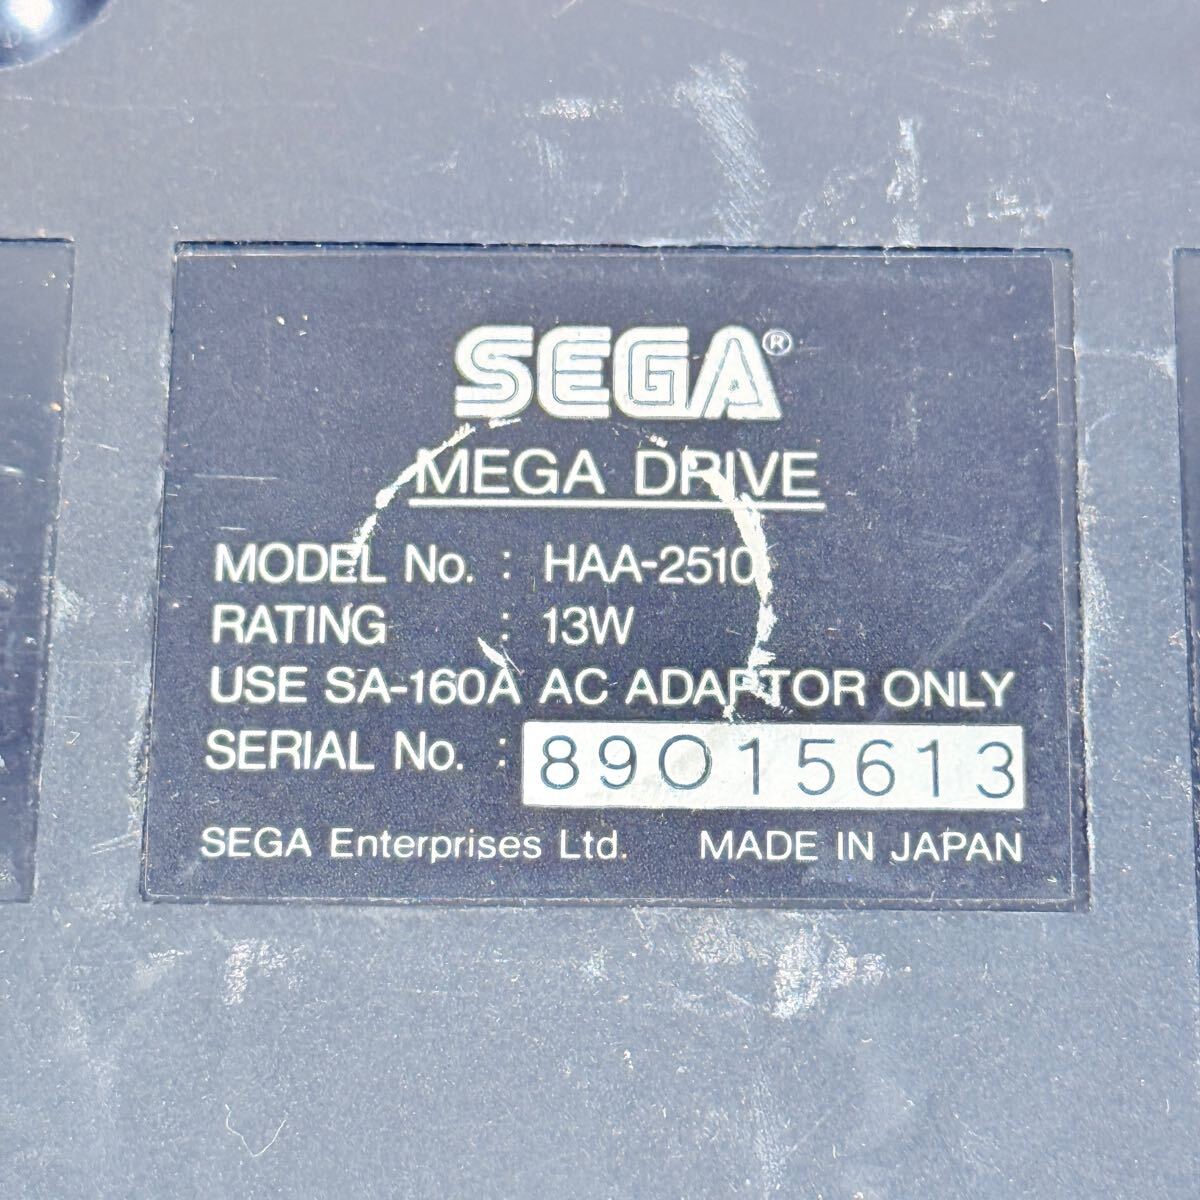 SEGA®
MEGA DRIVE
MODEL No. : HAA-2510
RATING : 13W
USE SA-160A AC ADAPTOR ONLY
SERIAL No. : 89015613
SEGA Enterprises Ltd. MADE IN JAPAN